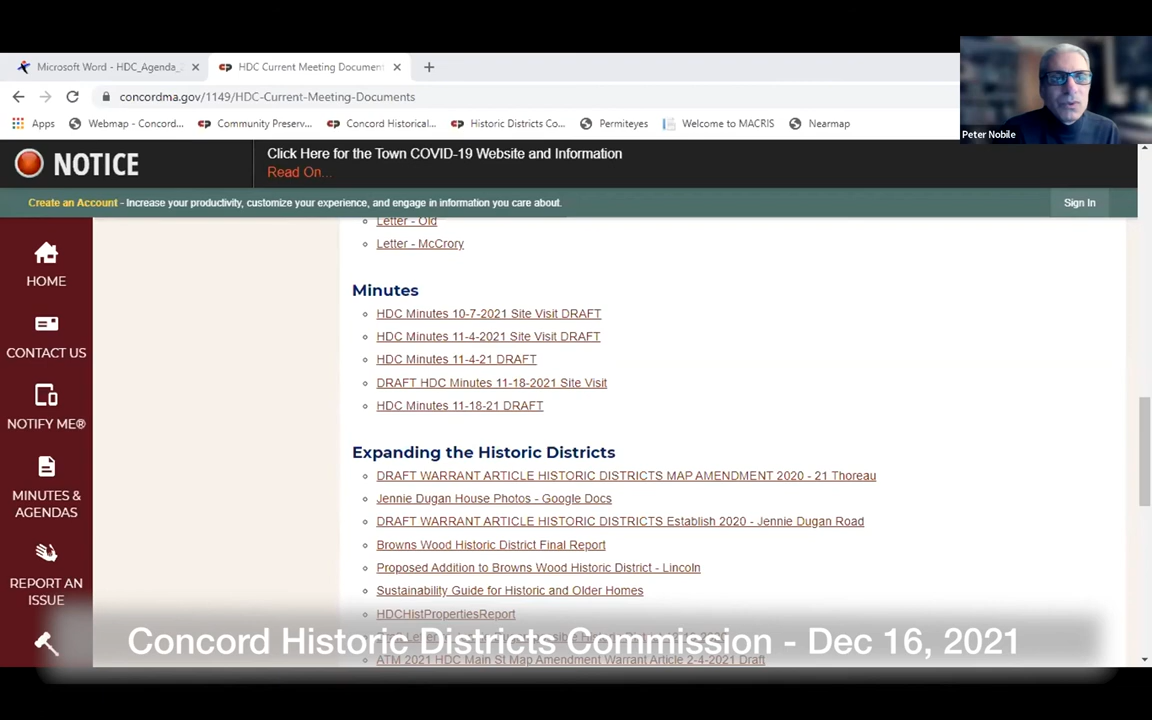 Microsoft Word - HDC_Agenda_
HDC Current Meeting Document
concordma.gov/1149/HDC-Current-Meeting-Documents
Apps
Webmap - Concord...
Community Preserv...
Concord Historical...
Historic Districts Co...
Permiteyes
Welcome to MACRIS
Nearmap
Peter Nobile
NOTICE
Click Here for the Town COVID-19 Website and Information
Read On...
Create an Account - Increase your productivity, customize your experience, and engage in information you care about.
Sign In
HOME
CONTACT US
NOTIFY ME®
MINUTES &
AGENDAS
REPORT AN
ISSUE
Letter - Old
Letter - McCrory
Minutes
HDC Minutes 10-7-2021 Site Visit DRAFT
HDC Minutes 11-4-2021 Site Visit DRAFT
HDC Minutes 11-4-21 DRAFT
DRAFT HDC Minutes 11-18-2021 Site Visit
HDC Minutes 11-18-21 DRAFT
Expanding the Historic Districts
DRAFT WARRANT ARTICLE HISTORIC DISTRICTS MAP AMENDMENT 2020 - 21 Thoreau
Jennie Dugan House Photos - Google Docs
DRAFT WARRANT ARTICLE HISTORIC DISTRICTS Establish 2020 - Jennie Dugan Road
Browns Wood Historic District Final Report
Proposed Addition to Browns Wood Historic District - Lincoln
Sustainability Guide for Historic and Older Homes
HDCHistPropertiesReport
Concord Historic Districts Commission - Dec 16, 2021
ATM 2021 HDC Main St Map Amendment Warrant Article 2-4-2021 Draft